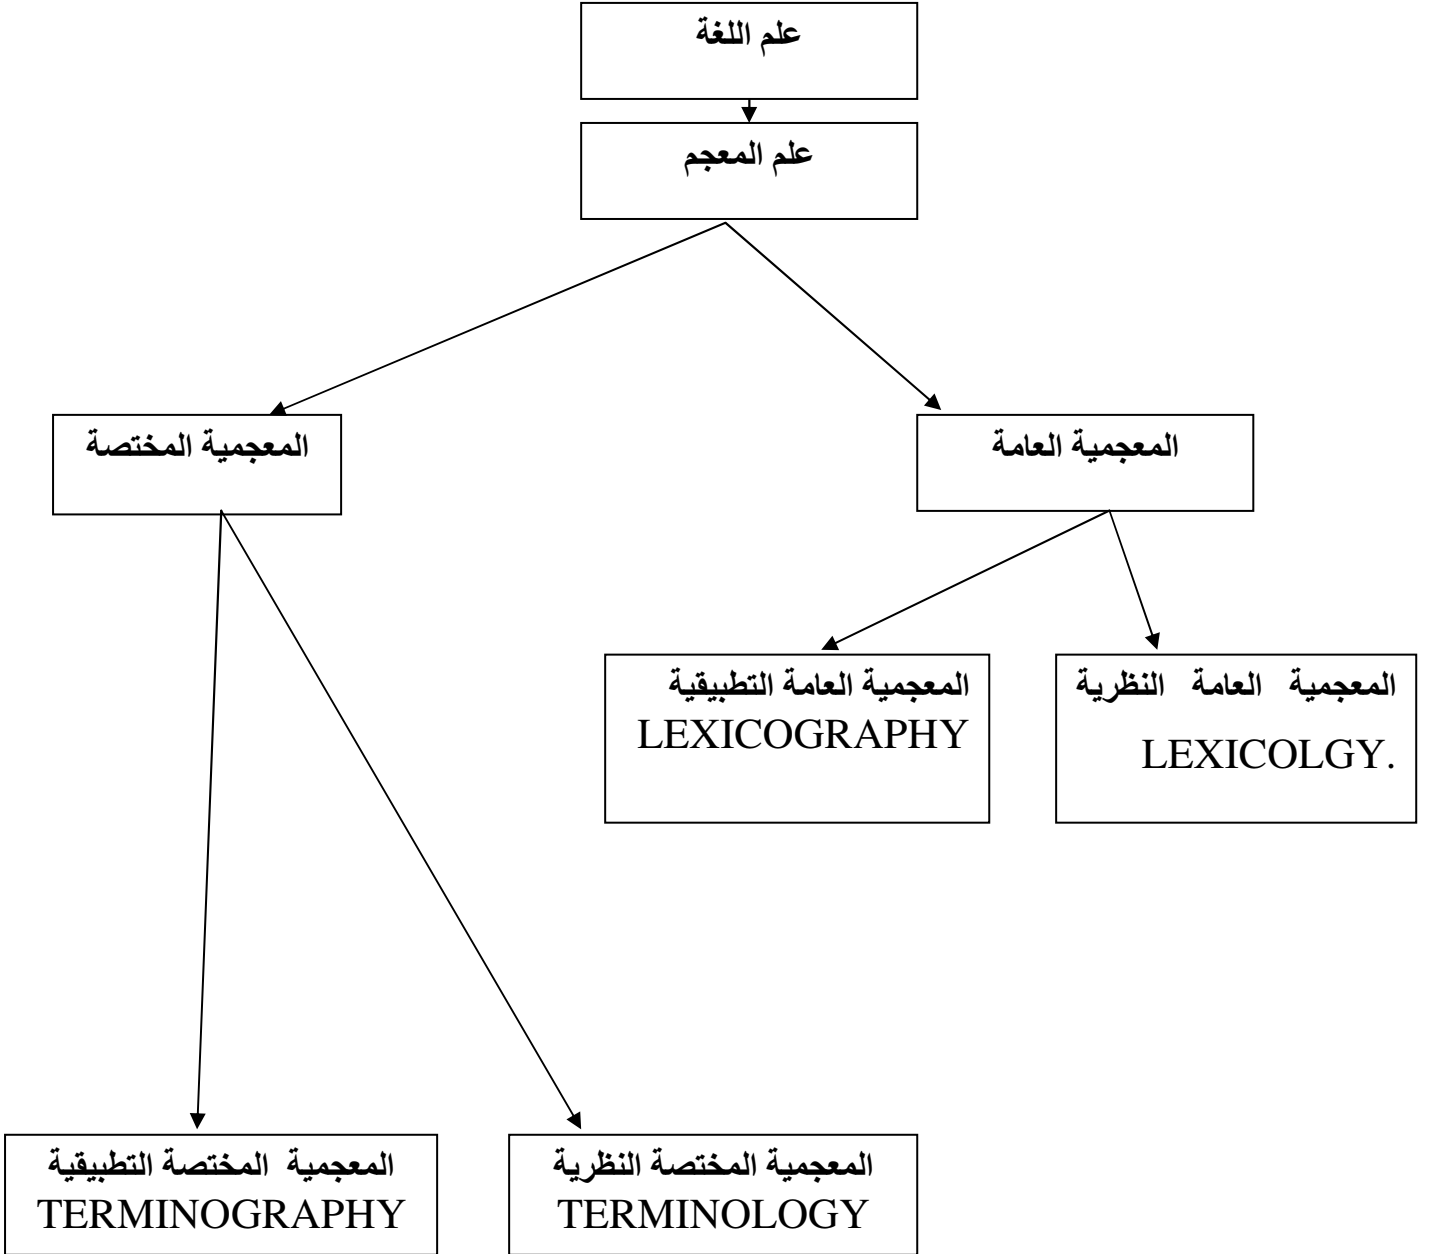 علم اللغة
علم المعجم
المعجمية العامة
المعجمية المختصة
المعجمية العامة النظرية
LEXICOLGY.
المعجمية العامة التطبيقية
LEXICOGRAPHY
المعجمية المختصة النظرية
TERMINOLOGY
المعجمية المختصة التطبيقية
TERMINOGRAPHY